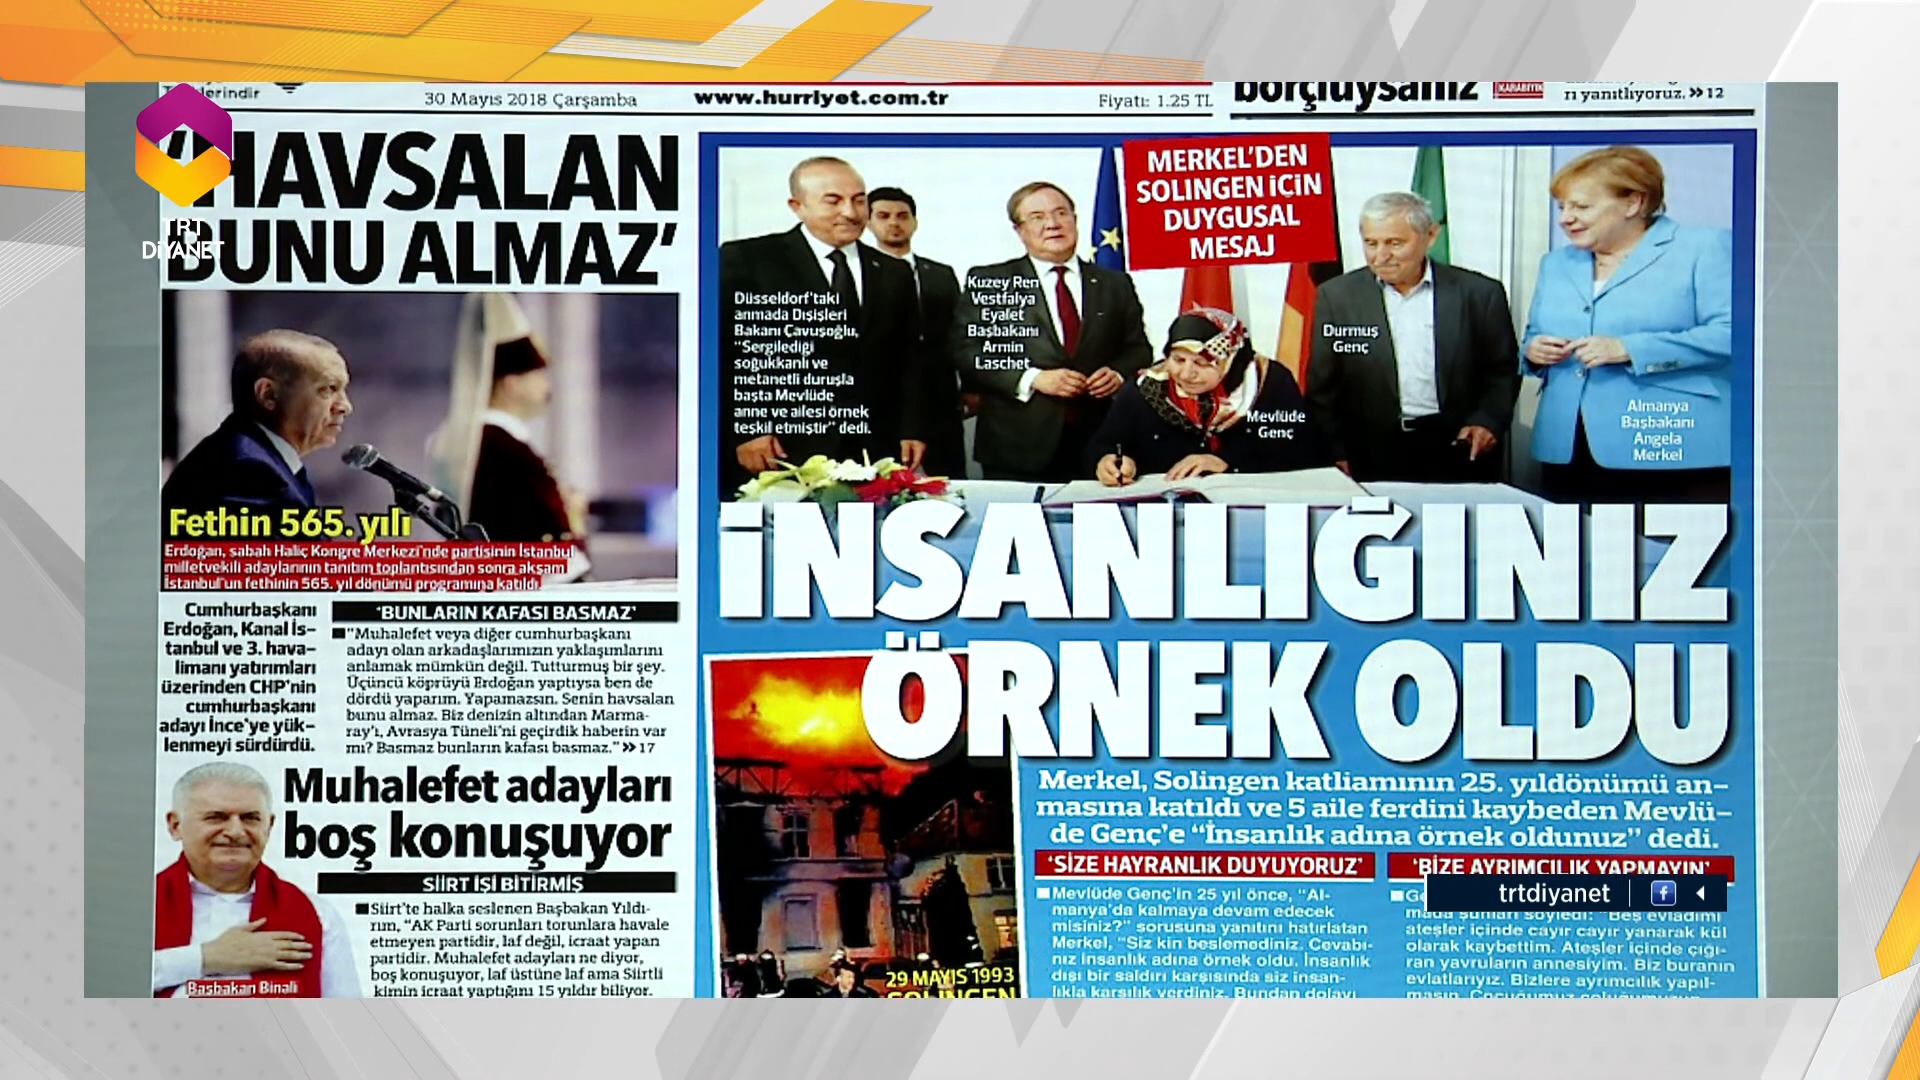 30 Mayıs 2018 Çarşamba
www.hurriyet.com.tr
Fiyatı: 1.25 TL
borçluysanız
KARABIYIK
rı yanıtlıyoruz. »12
TRT
DİYANET
'HAVSALAN
BUNU ALMAZ'
Fethin 565. yılı
Erdoğan, sabah Haliç Kongre Merkezi'nde partisinin İstanbul
milletvekili adaylarının tanıtım toplantısından sonra akşam
İstanbul'un fethinin 565. yıl dönümü programına katıldı.
Cumhurbaşkanı
Erdoğan, Kanal İs-
tanbul ve 3. hava-
limanı yatırımları
üzerinden CHP'nin
cumhurbaşkanı
adayı İnce'ye yük-
lenmeyi sürdürdü.
'BUNLARIN KAFASI BASMAZ'
"Muhalefet veya diğer cumhurbaşkanı
adayı olan arkadaşlarımızın yaklaşımlarını
anlamak mümkün değil. Tutturmuş bir şey.
Üçüncü köprüyü Erdoğan yaptıysa ben de
dördü yaparım. Yapamazsın. Senin havsalan
bunu almaz. Biz denizin altından Marma-
ray'ı, Avrasya Tüneli'ni geçirdik haberin var
mı? Basmaz bunların kafası basmaz." »17
Muhalefet adayları
boş konuşuyor
SİİRT İŞİ BİTİRMİŞ
Siirt'te halka seslenen Başbakan Yıldı-
rım, "AK Parti sorunları torunlara havale
etmeyen partidir, laf değil, icraat yapan
partidir. Muhalefet adayları ne diyor,
boş konuşuyor, laf üstüne laf ama Siirtli
kimin icraat yaptığını 15 yıldır biliyor.
Başbakan Binali
MERKEL'DEN
SOLINGEN İÇİN
DUYGUSAL
MESAJ
Düsseldorf'taki
anmada Dışişleri
Bakanı Çavuşoğlu,
"Sergilediği
soğukkanlı ve
metanetli duruşla
başta Mevlüde
anne ve ailesi örnek
teşkil etmiştir" dedi.
Kuzey Ren
Vestfalya
Eyalet
Başbakanı
Armin
Laschet
Mevlüde
Genç
Durmuş
Genç
Almanya
Başbakanı
Angela
Merkel
İNSANLIĞINIZ
ÖRNEK OLDU
Merkel, Solingen katliamının 25. yıldönümü an-
masına katıldı ve 5 aile ferdini kaybeden Mevlü-
de Genç'e "İnsanlık adına örnek oldunuz" dedi.
'SİZE HAYRANLIK DUYUYORUZ'
Mevlüde Genç'in 25 yıl önce, "Al-
manya'da kalmaya devam edecek
misiniz?" sorusuna yanıtını hatırlatan
Merkel, "Siz kin beslemediniz. Cevabı-
nız insanlık adına örnek oldu. İnsanlık
dışı bir saldırı karşısında siz insan-
lıkla karşılık verdiniz. Bundan dolayı
'BİZE AYRIMCILIK YAPMAYIN'
mada şunları söyledi: "Beş evladımı
ateşler içinde cayır cayır yanarak kül
olarak kaybettim. Ateşler içinde çığı-
ran yavruların annesiyim. Biz buranın
evlatlarıyız. Bizlere ayrımcılık yapıl-
masın.
29 MAYIS 1993
SOLINGEN
trtdiyanet